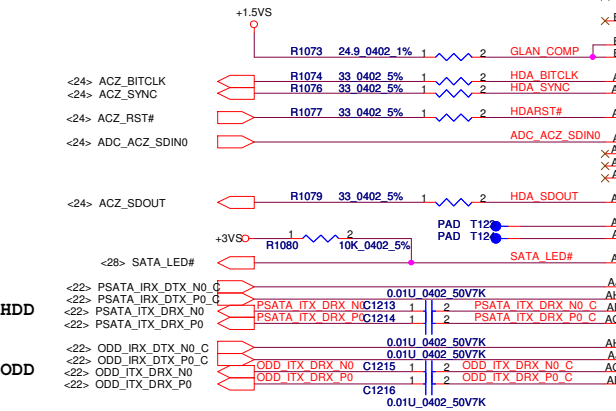 +1.5VS
R1073 24.9_0402_1% 1 2 GLAN_COMP
<24> ACZ_BITCLK R1074 33_0402_5% 1 2 HDA_BITCLK
<24> ACZ_SYNC R1076 33_0402_5% 1 2 HDA_SYNC
<24> ACZ_RST# R1077 33_0402_5% 1 2 HDARST#
<24> ADC_ACZ_SDIN0 ADC_ACZ_SDIN0
<24> ACZ_SDOUT R1079 33_0402_5% 1 2 HDA_SDOUT
PAD
+3VS 1 2 PAD
R1080 10K_0402_5%
<28> SATA_LED# SATA_LED#
<22> PSATA_IRX_DTX_N0_C
<22> PSATA_IRX_DTX_P0_C 0.01U_0402_50V7K
HDD <22> PSATA_ITX_DRX_N0 PSATA_ITX_DRX_N0 C1213 1 2 PSATA_ITX_DRX_N0_C
<22> PSATA_ITX_DRX_P0 PSATA_ITX_DRX_P0 C1214 1 2 PSATA_ITX_DRX_P0_C
0.01U_0402_50V7K
<22> ODD_IRX_DTX_N0_C
<22> ODD_IRX_DTX_P0_C 0.01U_0402_50V7K
ODD <22> ODD_ITX_DRX_N0 ODD_ITX_DRX_N0 C1215 1 2 ODD_ITX_DRX_N0_C
<22> ODD_ITX_DRX_P0 ODD_ITX_DRX_P0 1 2 ODD_ITX_DRX_P0_C
C1216
0.01U_0402_50V7K